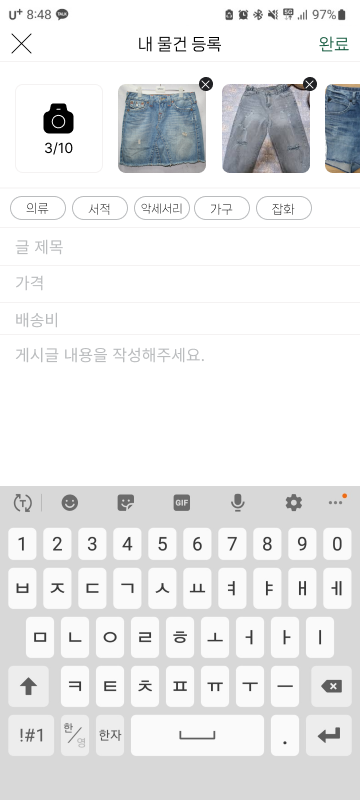 U+ 8:48 TALK 5G 97%
내 물건 등록 완료
3/10
의류 서적 악세서리 가구 잡화
글 제목
가격
배송비
게시글 내용을 작성해주세요.
T GIF
1 2 3 4 5 6 7 8 9 0
ㅂ ㅈ ㄷ ㄱ ㅅ ㅛ ㅕ ㅑ ㅐ ㅔ
ㅁ ㄴ ㅇ ㄹ ㅎ ㅗ ㅓ ㅏ ㅣ
ㅋ ㅌ ㅊ ㅍ ㅠ ㅜ ㅡ
!#1 한/영 한자 .